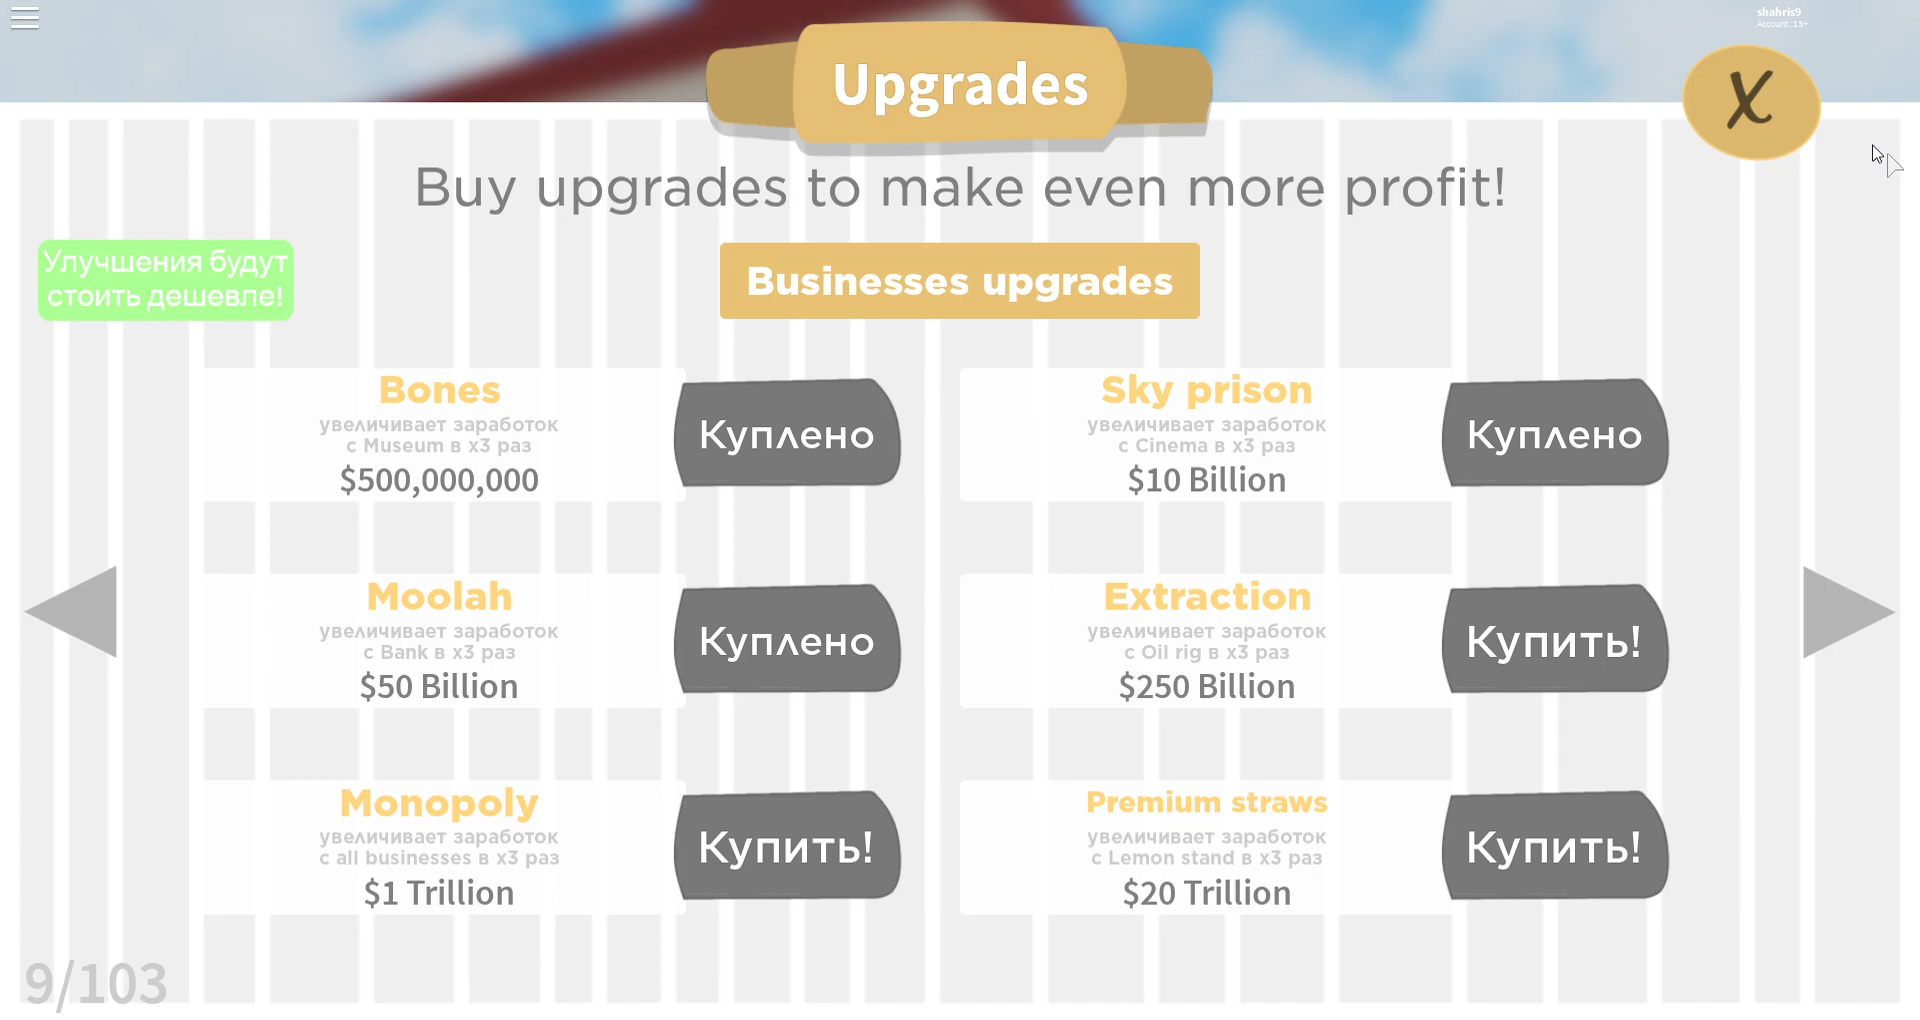 shahris9
Account: 13+
Upgrades
X
Buy upgrades to make even more profit!
Улучшения будут
стоить дешевле!
Businesses upgrades
Bones
увеличивает заработок
с Museum в x3 раз
$500,000,000
Куплено
Sky prison
увеличивает заработок
с Cinema в x3 раз
$10 Billion
Куплено
Moolah
увеличивает заработок
с Bank в x3 раз
$50 Billion
Куплено
Extraction
увеличивает заработок
с Oil rig в x3 раз
$250 Billion
Купить!
Monopoly
увеличивает заработок
с all businesses в x3 раз
$1 Trillion
Купить!
Premium straws
увеличивает заработок
с Lemon stand в x3 раз
$20 Trillion
Купить!
9/103